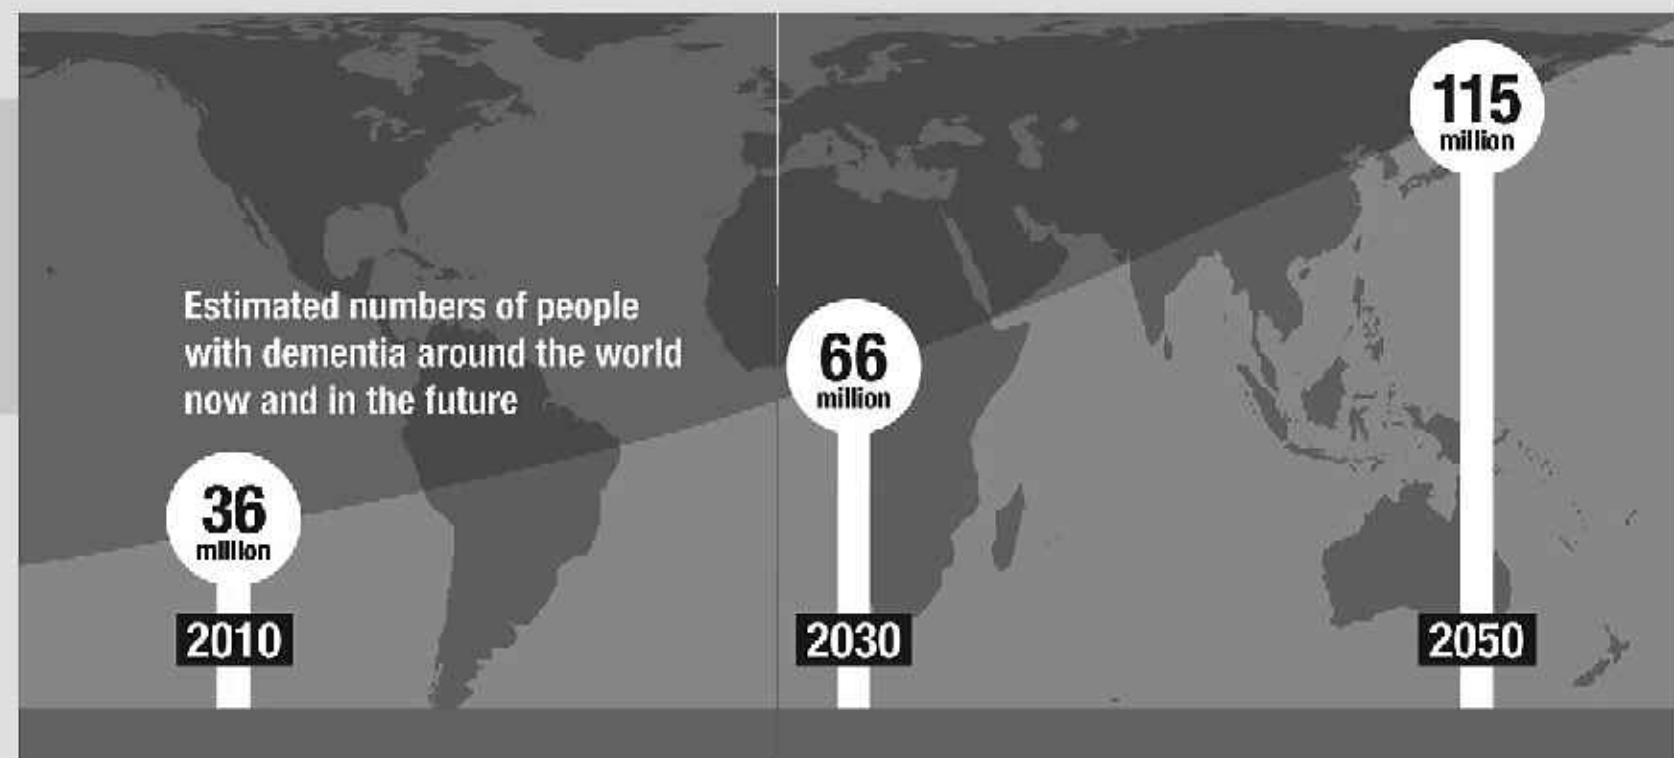 Estimated numbers of people
with dementia around the world
now and in the future
36
million
2010
66
million
2030
115
million
2050